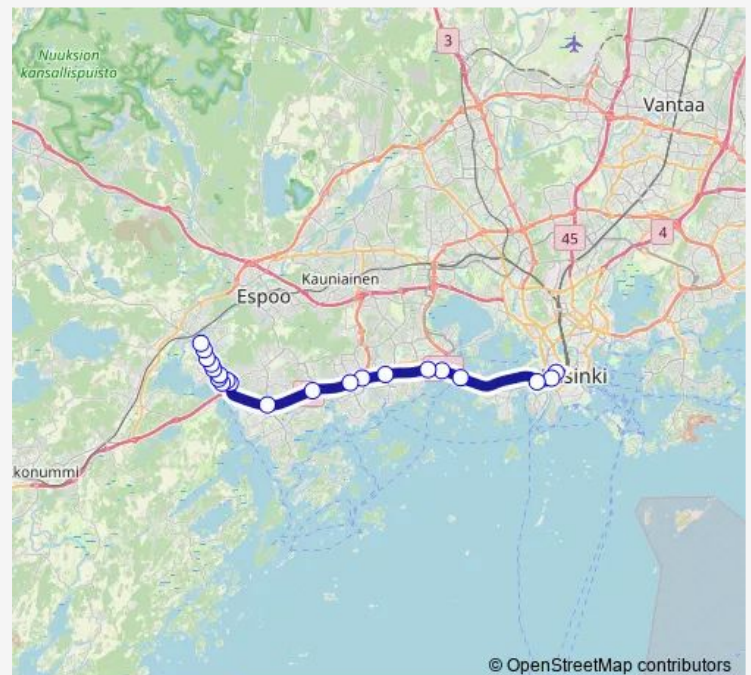 3
Nuuksion
kansallispuisto
Vantaa
45
4
Kauniainen
Espoo
sinki
konummi
© OpenStreetMap contributors